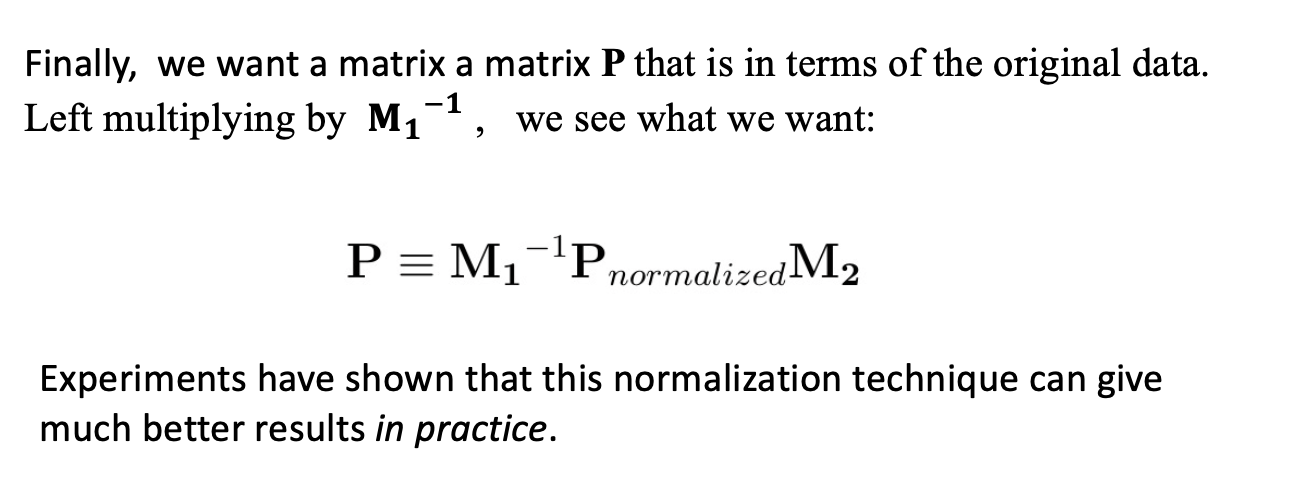 Finally, we want a matrix a matrix P that is in terms of the original data.
Left multiplying by M₁⁻¹ , we see what we want:
P ≡ M₁⁻¹PₙₒᵣₘₐₗᵢzₑdM₂
Experiments have shown that this normalization technique can give
much better results in practice.